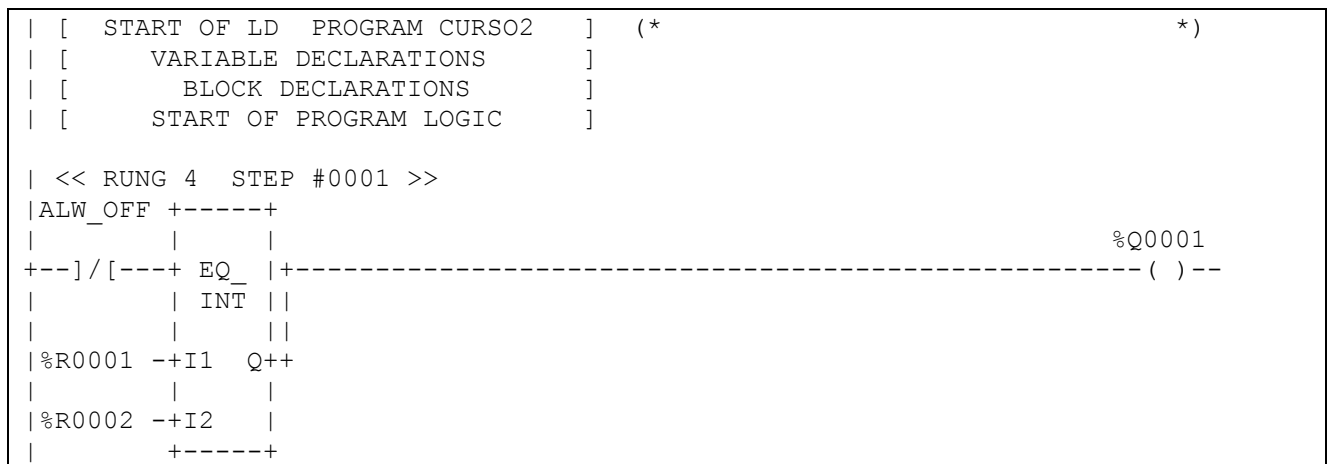 | [  START OF LD  PROGRAM CURSO2   ]  (*                                *)
| [     VARIABLE DECLARATIONS      ]
| [       BLOCK DECLARATIONS       ]
| [     START OF PROGRAM LOGIC     ]
| << RUNG 4  STEP #0001 >>
|ALW_OFF +-----+
|        |     |                                                    %Q0001
+--]/[---+ EQ_ |+-----------------------------------------------------( )--
|        | INT ||
|        |     ||
|%R0001 -+I1  Q++
|        |     |
|%R0002 -+I2   |
|        +-----+